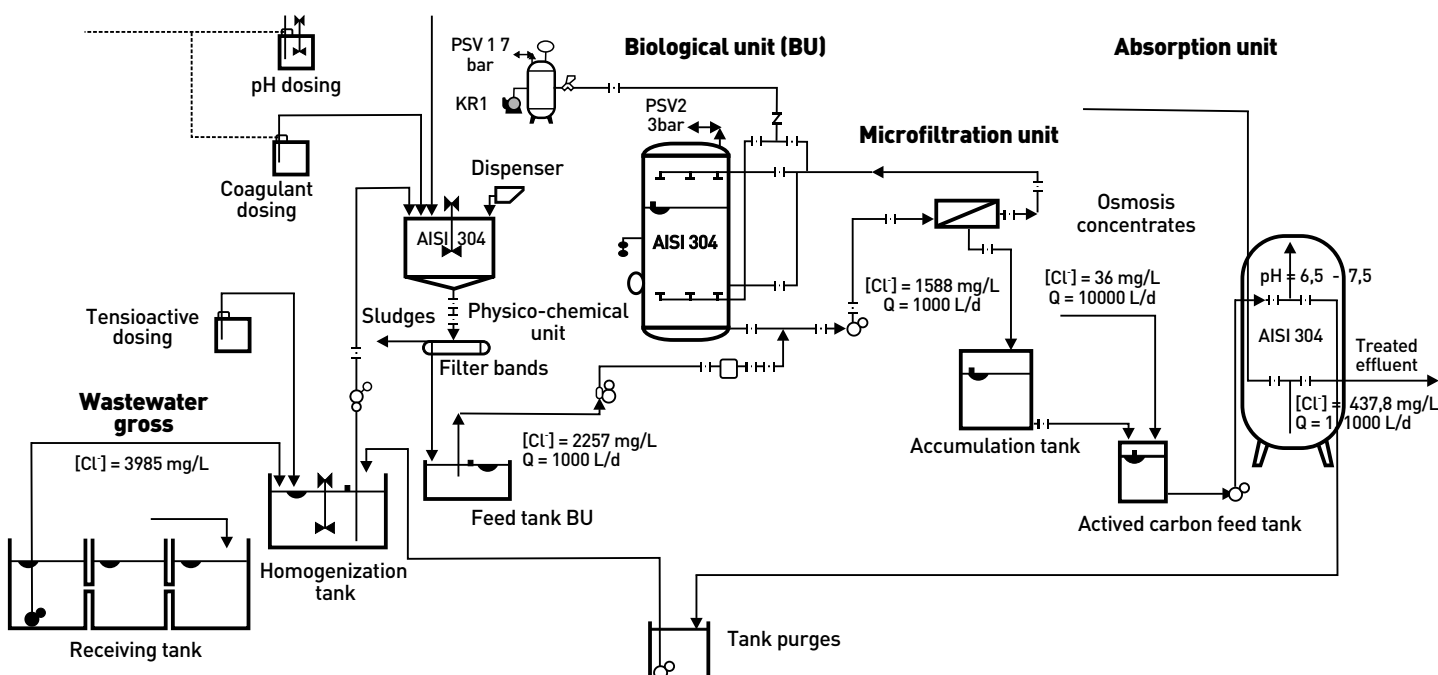 pH dosing
Coagulant
dosing
PSV 1 7
bar
KR1
Biological unit (BU)
Absorption unit
PSV2
3bar
Microfiltration unit
Dispenser
AISI 304
AISI 304
Osmosis
concentrates
[Cl-] = 1588 mg/L
Q = 1000 L/d
[Cl-] = 36 mg/L
Q = 10000 L/d
pH = 6,5 - 7,5
AISI 304
Treated
effluent
[Cl-] = 437,8 mg/L
Q = 1 1000 L/d
Tensioactive
dosing
Sludges
Physico-chemical
unit
Filter bands
Wastewater
gross
[Cl-] = 3985 mg/L
[Cl-] = 2257 mg/L
Q = 1000 L/d
Accumulation tank
Feed tank BU
Actived carbon feed tank
Homogenization
tank
Receiving tank
Tank purges